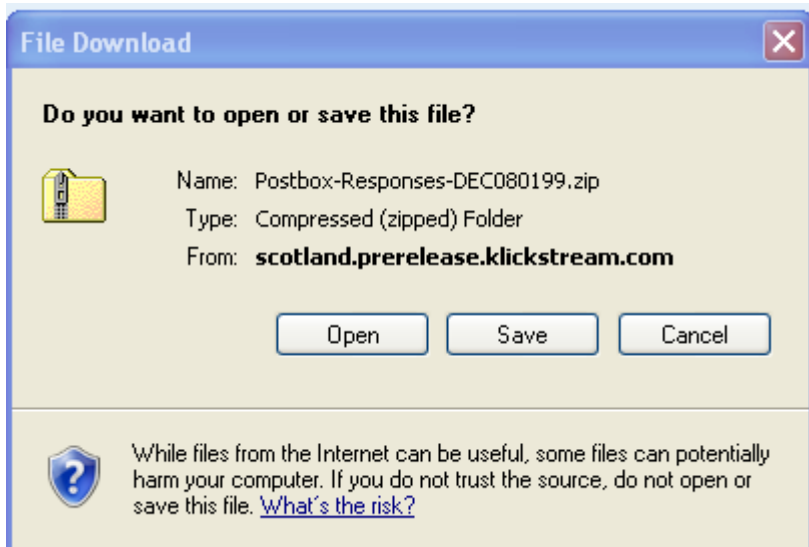 File Download
Do you want to open or save this file?
Name: Postbox-Responses-DEC080199.zip
Type: Compressed (zipped) Folder
From: scotland.prerelease.klickstream.com
Open Save Cancel
While files from the Internet can be useful, some files can potentially
harm your computer. If you do not trust the source, do not open or
save this file. What's the risk?